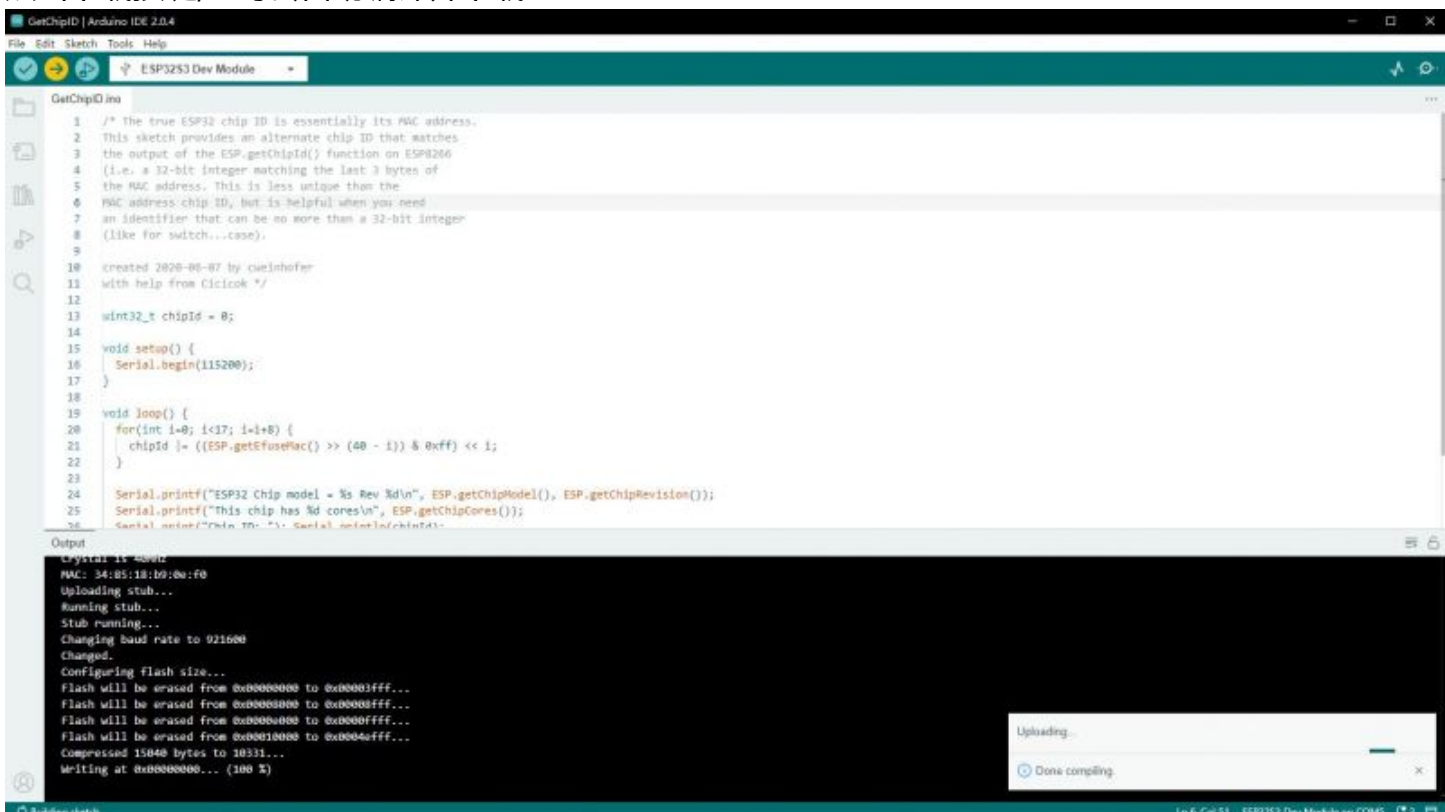 GetChipID | Arduino IDE 2.0.4
File Edit Sketch Tools Help
ESP32S3 Dev Module
GetChipID.ino
1 /* The true ESP32 chip ID is essentially its MAC address.
2 This sketch provides an alternate chip ID that matches
3 the output of the ESP.getChipId() function on ESP8266
4 (i.e. a 32-bit integer matching the last 3 bytes of
5 the MAC address. This is less unique than the
6 MAC address chip ID, but is helpful when you need
7 an identifier that can be no more than a 32-bit integer
8 (like for switch...case).
9
10 created 2020-06-07 by cweinhofer
11 with help from Cicicok */
12
13 uint32_t chipId = 0;
14
15 void setup() {
16 Serial.begin(115200);
17 }
18
19 void loop() {
20 for(int i=0; i<17; i=i+8) {
21 chipId |= ((ESP.getEfuseMac() >> (40 - i)) & 0xff) << i;
22 }
23
24 Serial.printf("ESP32 Chip model = %s Rev %d\n", ESP.getChipModel(), ESP.getChipRevision());
25 Serial.printf("This chip has %d cores\n", ESP.getChipCores());
26 Serial.print("Chip ID: "); Serial.println(chipId);
Output
Crystal is 40MHz
MAC: 34:85:18:b9:0e:f0
Uploading stub...
Running stub...
Stub running...
Changing baud rate to 921600
Changed.
Configuring flash size...
Flash will be erased from 0x00000000 to 0x00003fff...
Flash will be erased from 0x00008000 to 0x00008fff...
Flash will be erased from 0x0000e000 to 0x0000ffff...
Flash will be erased from 0x00010000 to 0x0004efff...
Compressed 15040 bytes to 10331...
Writing at 0x00000000... (100 %)
Uploading...
Done compiling.